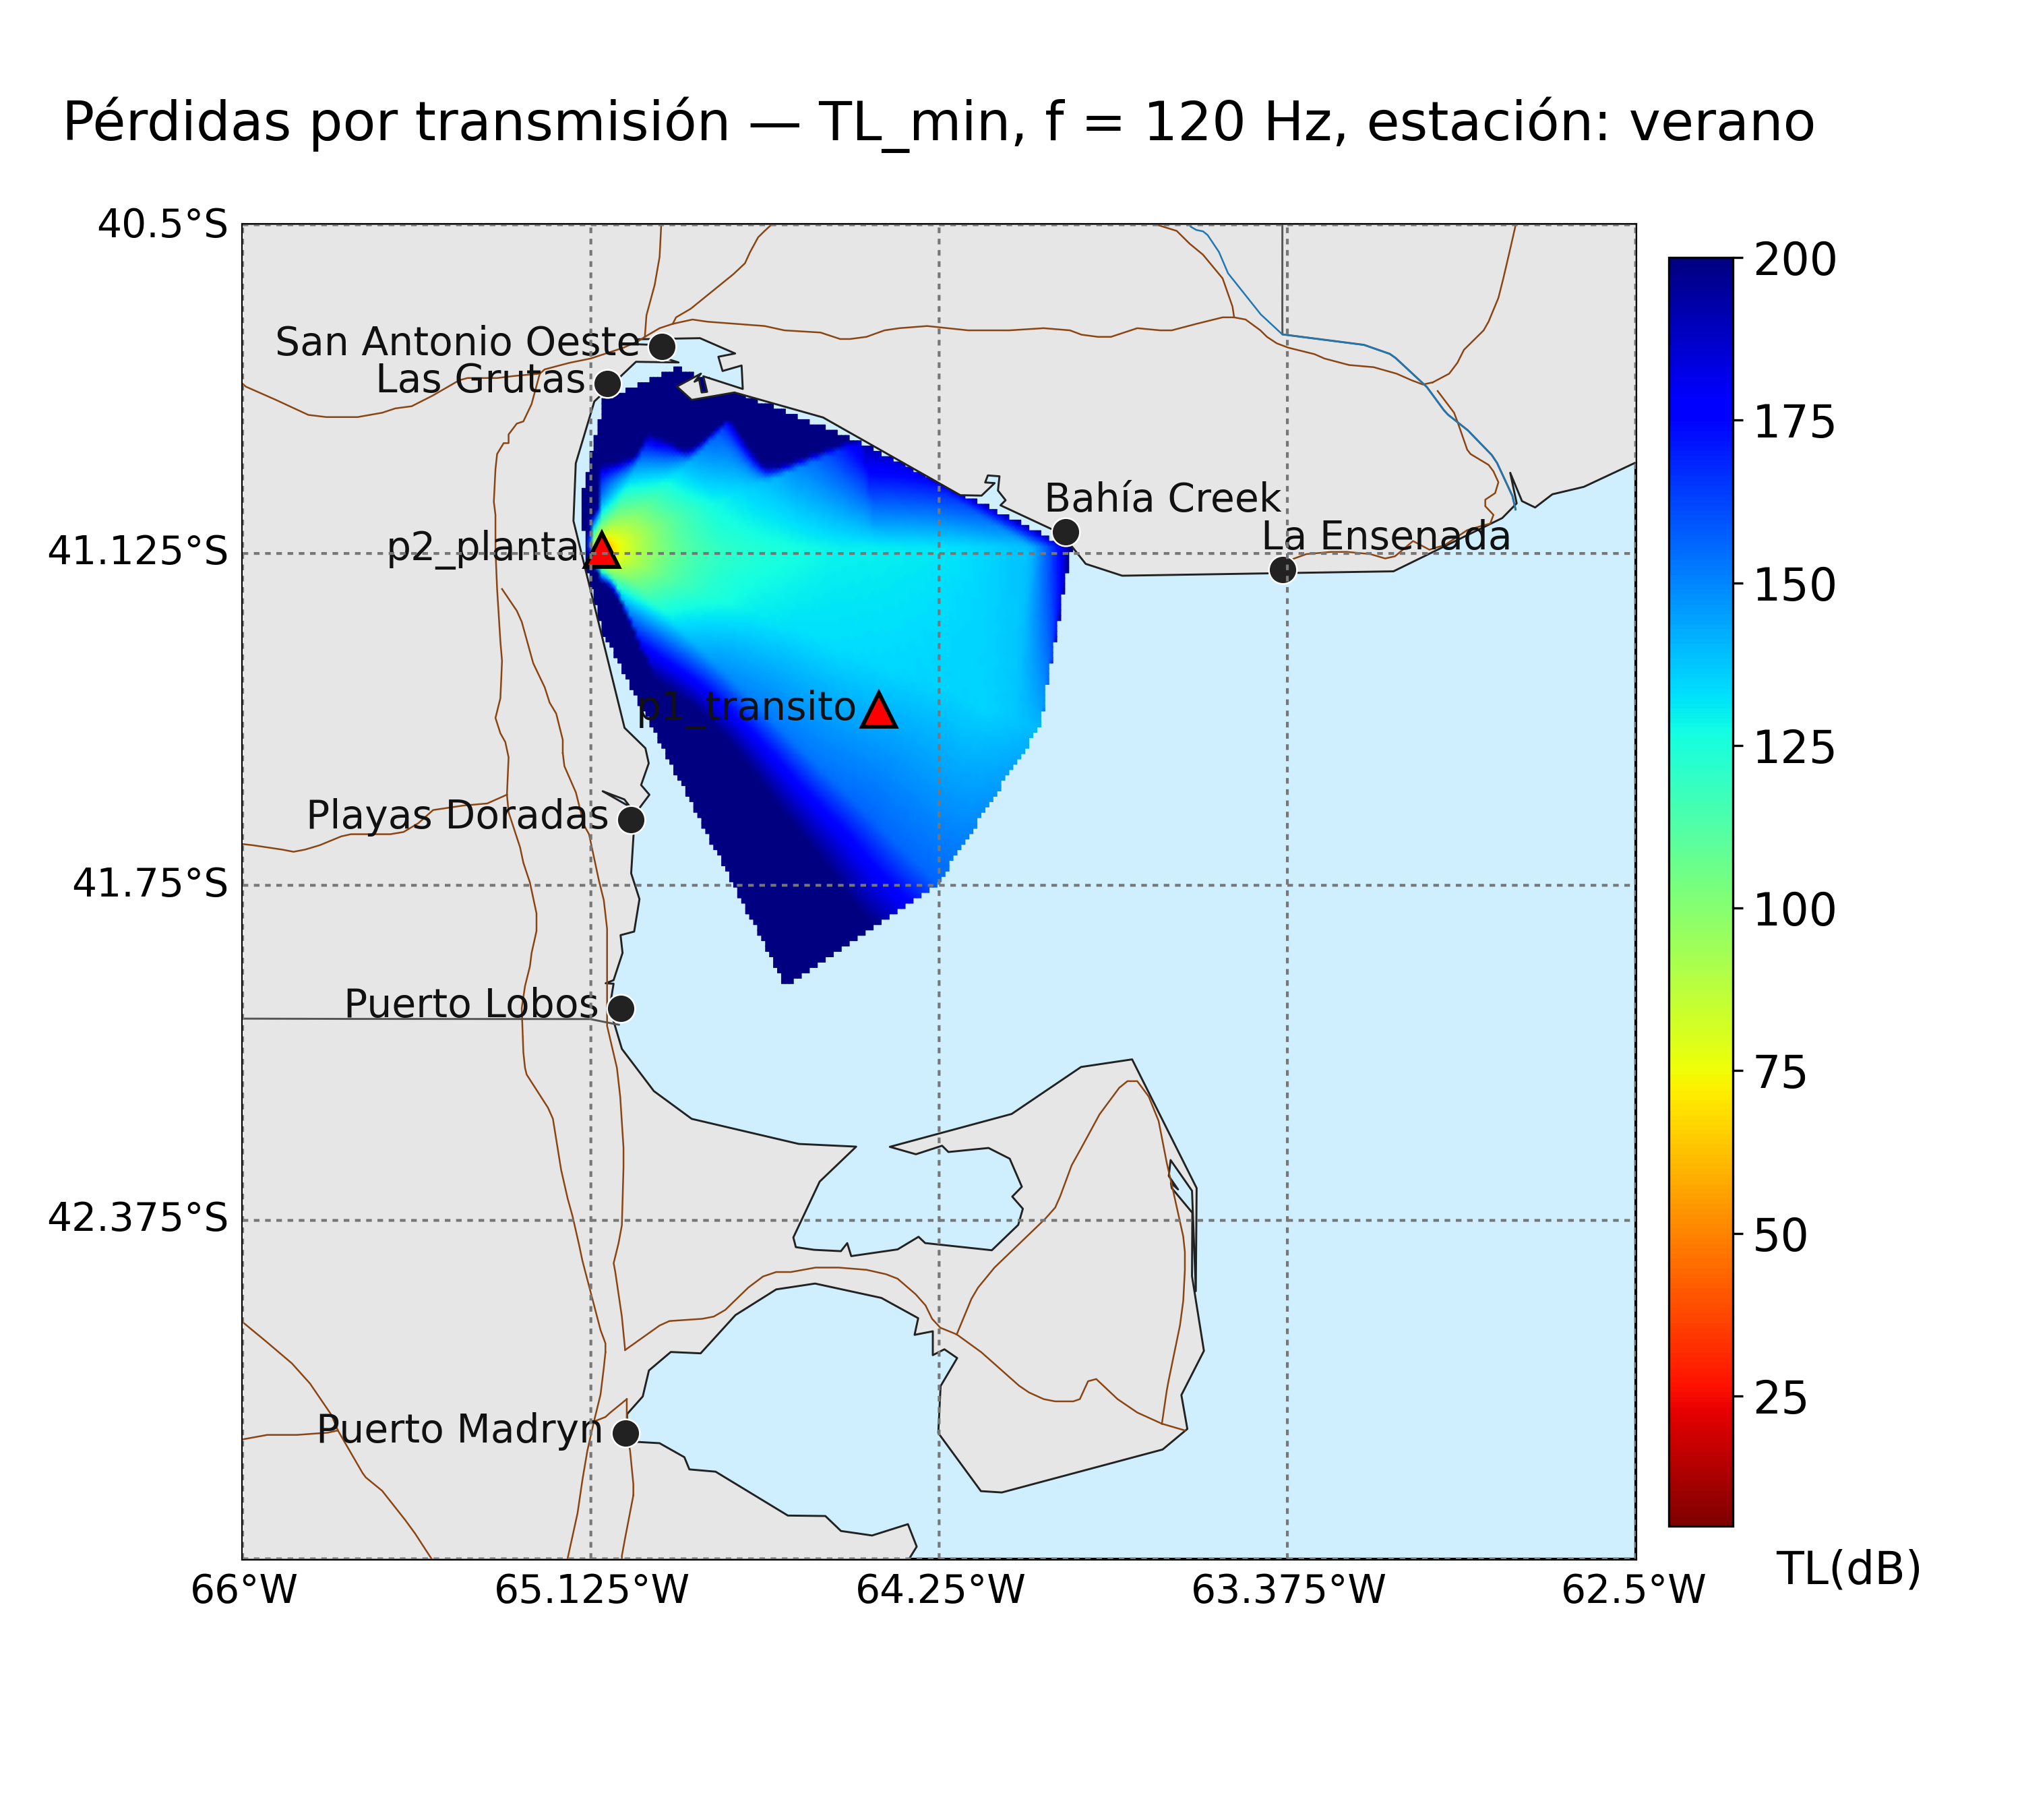 Pérdidas por transmisión — TL_min, f = 120 Hz, estación: verano
40.5°S
200
San Antonio Oeste
Las Grutas
175
Bahía Creek
La Ensenada
p2_planta
41.125°S
150
p1_transito
125
Playas Doradas
41.75°S
100
Puerto Lobos
75
42.375°S
50
25
Puerto Madryn
TL(dB)
66°W
65.125°W
64.25°W
63.375°W
62.5°W